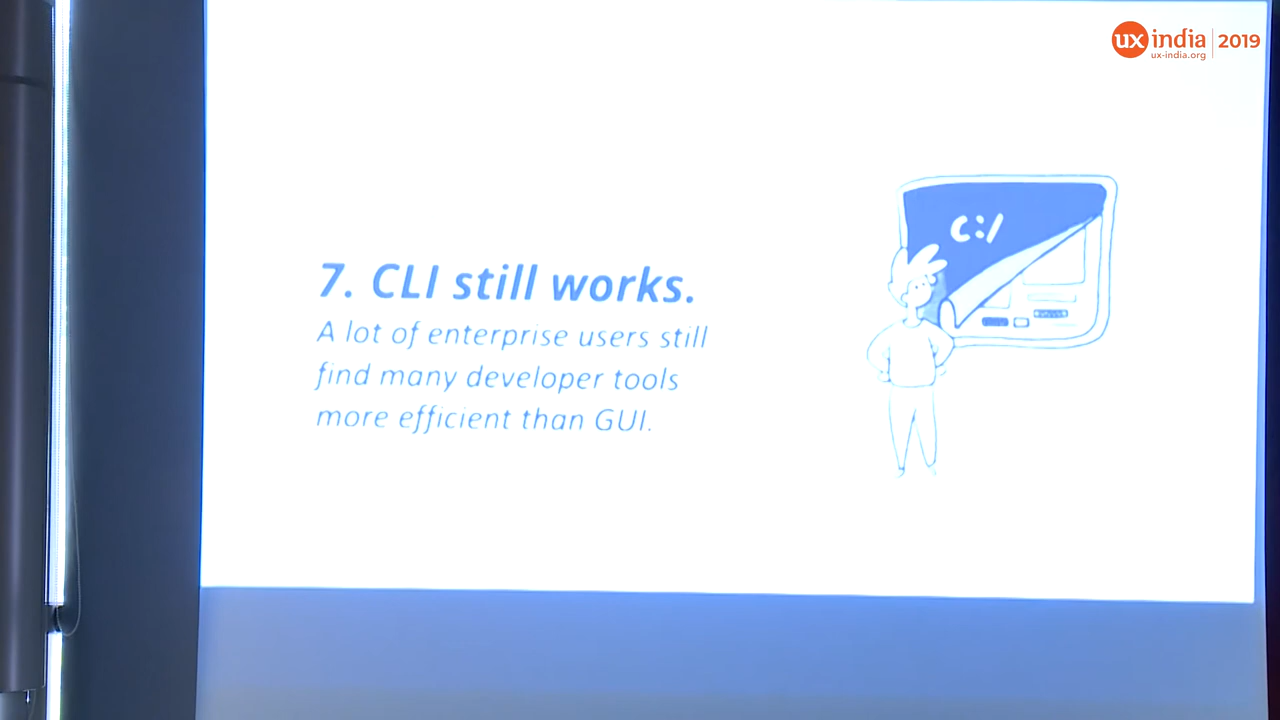 ux india 2019
ux-india.org
C:/
7. CLI still works.
A lot of enterprise users still
find many developer tools
more efficient than GUI.